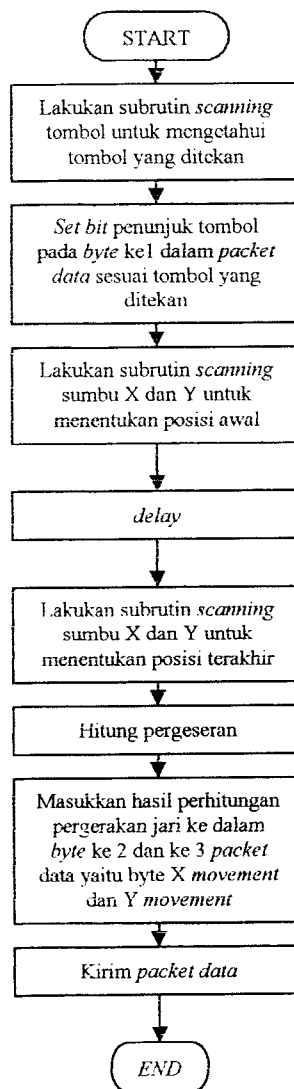 START
Lakukan subrutin scanning
tombol untuk mengetahui
tombol yang ditekan
Set bit penunjuk tombol
pada byte ke1 dalam packet
data sesuai tombol yang
ditekan
Lakukan subrutin scanning
sumbu X dan Y untuk
menentukan posisi awal
delay
Lakukan subrutin scanning
sumbu X dan Y untuk
menentukan posisi terakhir
Hitung pergeseran
Masukkan hasil perhitungan
pergerakan jari ke dalam
byte ke 2 dan ke 3 packet
data yaitu byte X movement
dan Y movement
Kirim packet data
END